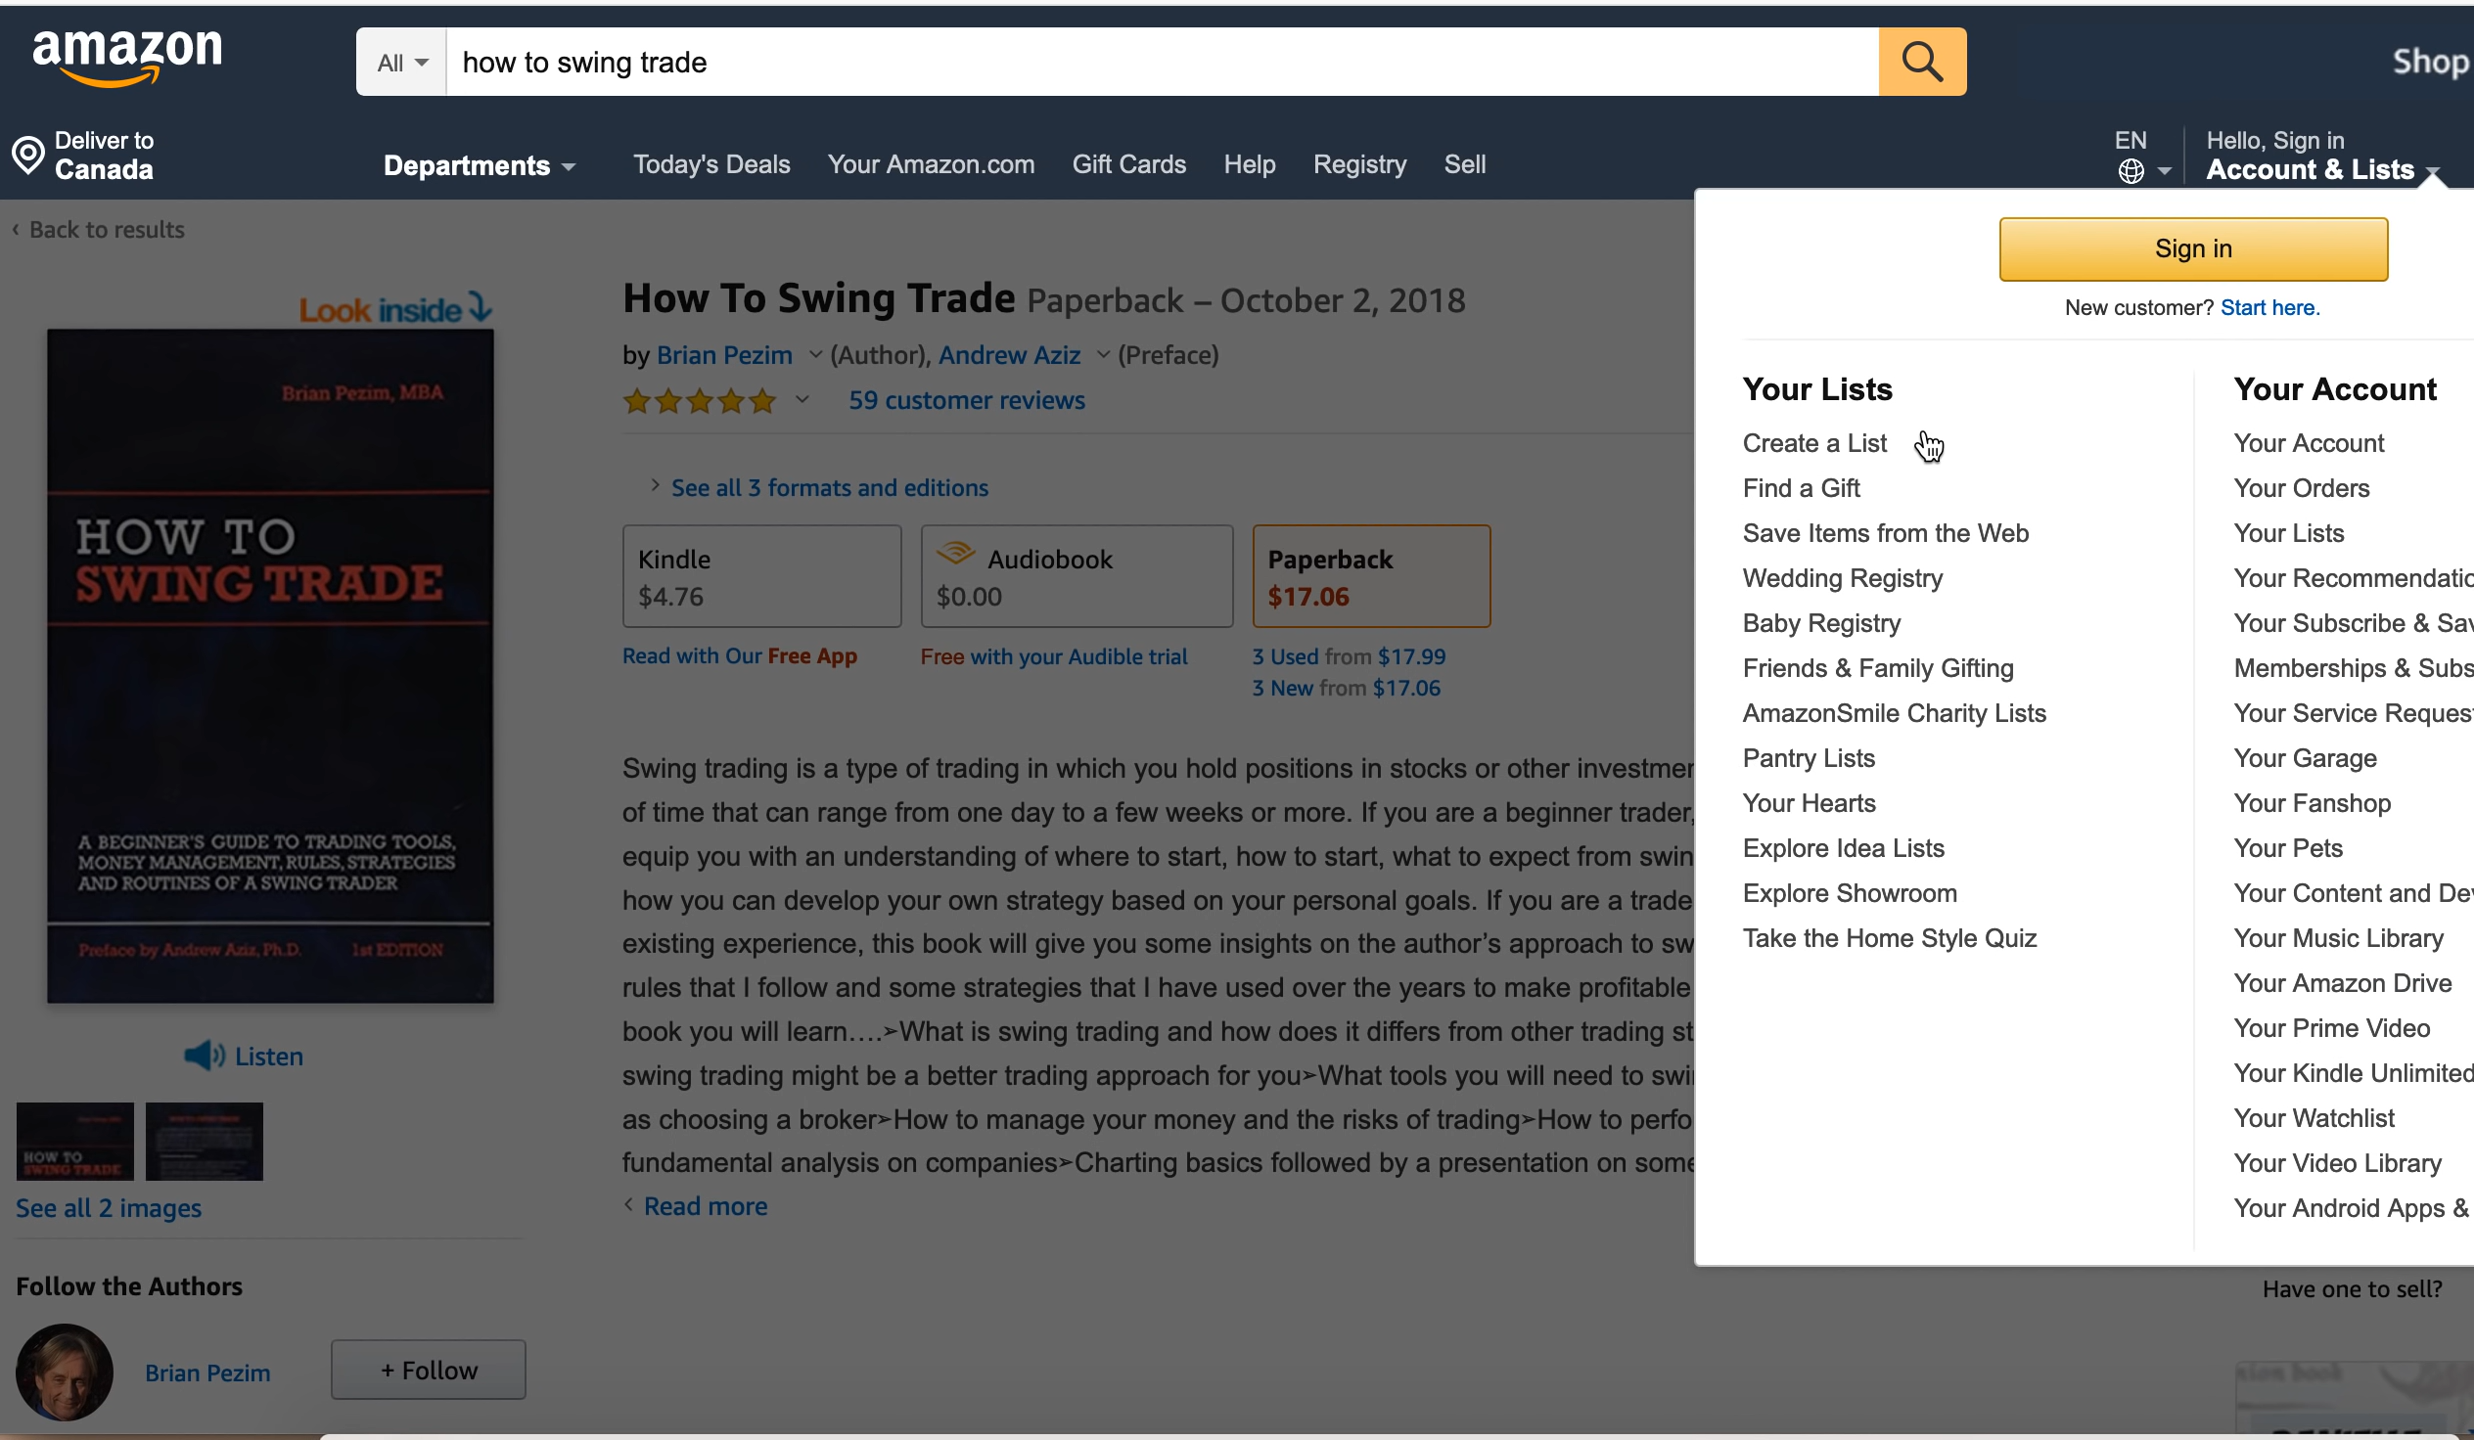 amazon
All
how to swing trade
Shop
Deliver to
Canada
Departments
Today's Deals
Your Amazon.com
Gift Cards
Help
Registry
Sell
EN
Hello, Sign in
Account & Lists
‹ Back to results
Look inside
Brian Pezim, MBA
HOW TO
SWING TRADE
A BEGINNER'S GUIDE TO TRADING TOOLS,
MONEY MANAGEMENT, RULES, STRATEGIES
AND ROUTINES OF A SWING TRADER
Preface by Andrew Aziz, Ph.D. 1st EDITION
Listen
HOW TO
SWING TRADE
See all 2 images
Follow the Authors
Brian Pezim
+ Follow
How To Swing Trade Paperback – October 2, 2018
by Brian Pezim (Author), Andrew Aziz (Preface)
59 customer reviews
› See all 3 formats and editions
Kindle
$4.76
Read with Our Free App
Audiobook
$0.00
Free with your Audible trial
Paperback
$17.06
3 Used from $17.99
3 New from $17.06
Swing trading is a type of trading in which you hold positions in stocks or other investmen
of time that can range from one day to a few weeks or more. If you are a beginner trader,
equip you with an understanding of where to start, how to start, what to expect from swin
how you can develop your own strategy based on your personal goals. If you are a trade
existing experience, this book will give you some insights on the author's approach to sw
rules that I follow and some strategies that I have used over the years to make profitable
book you will learn….➢What is swing trading and how does it differs from other trading st
swing trading might be a better trading approach for you➢What tools you will need to swi
as choosing a broker➢How to manage your money and the risks of trading➢How to perfo
fundamental analysis on companies➢Charting basics followed by a presentation on some
‹ Read more
Sign in
New customer? Start here.
Your Lists
Create a List
Find a Gift
Save Items from the Web
Wedding Registry
Baby Registry
Friends & Family Gifting
AmazonSmile Charity Lists
Pantry Lists
Your Hearts
Explore Idea Lists
Explore Showroom
Take the Home Style Quiz
Your Account
Your Account
Your Orders
Your Lists
Your Recommendatio
Your Subscribe & Sav
Memberships & Subs
Your Service Request
Your Garage
Your Fanshop
Your Pets
Your Content and Dev
Your Music Library
Your Amazon Drive
Your Prime Video
Your Kindle Unlimited
Your Watchlist
Your Video Library
Your Android Apps &
Have one to sell?